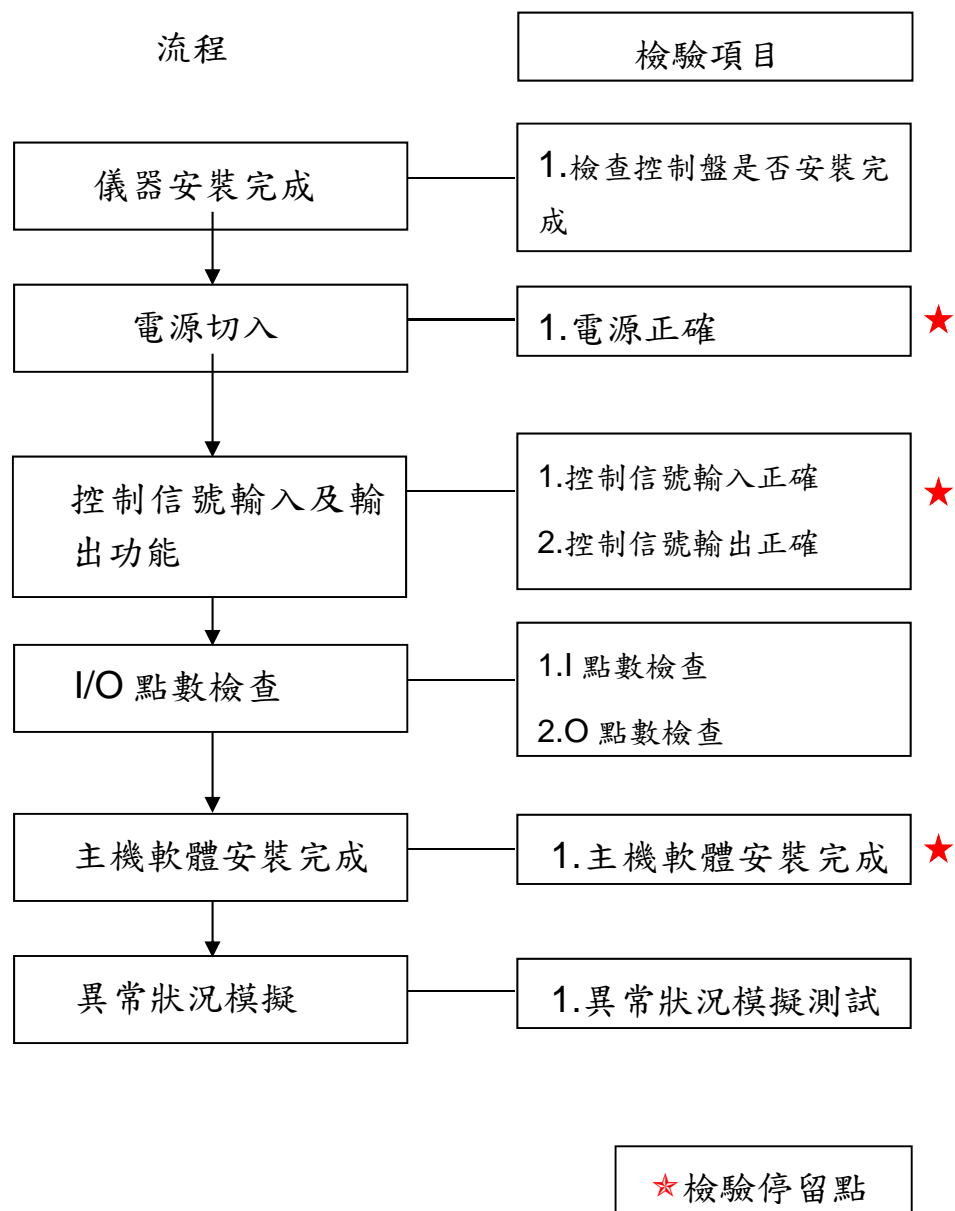 流程
檢驗項目
儀器安裝完成
1.檢查控制盤是否安裝完
成
電源切入
1.電源正確
★
控制信號輸入及輸
出功能
1.控制信號輸入正確
2.控制信號輸出正確
★
I/O 點數檢查
1.I 點數檢查
2.O 點數檢查
主機軟體安裝完成
1.主機軟體安裝完成
★
異常狀況模擬
1.異常狀況模擬測試
★檢驗停留點